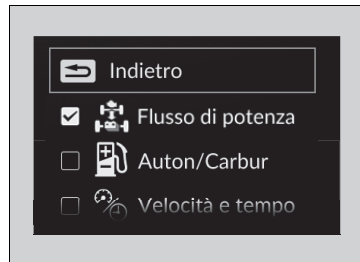 Indietro
Flusso di potenza
Auton/Carbur
Velocità e tempo